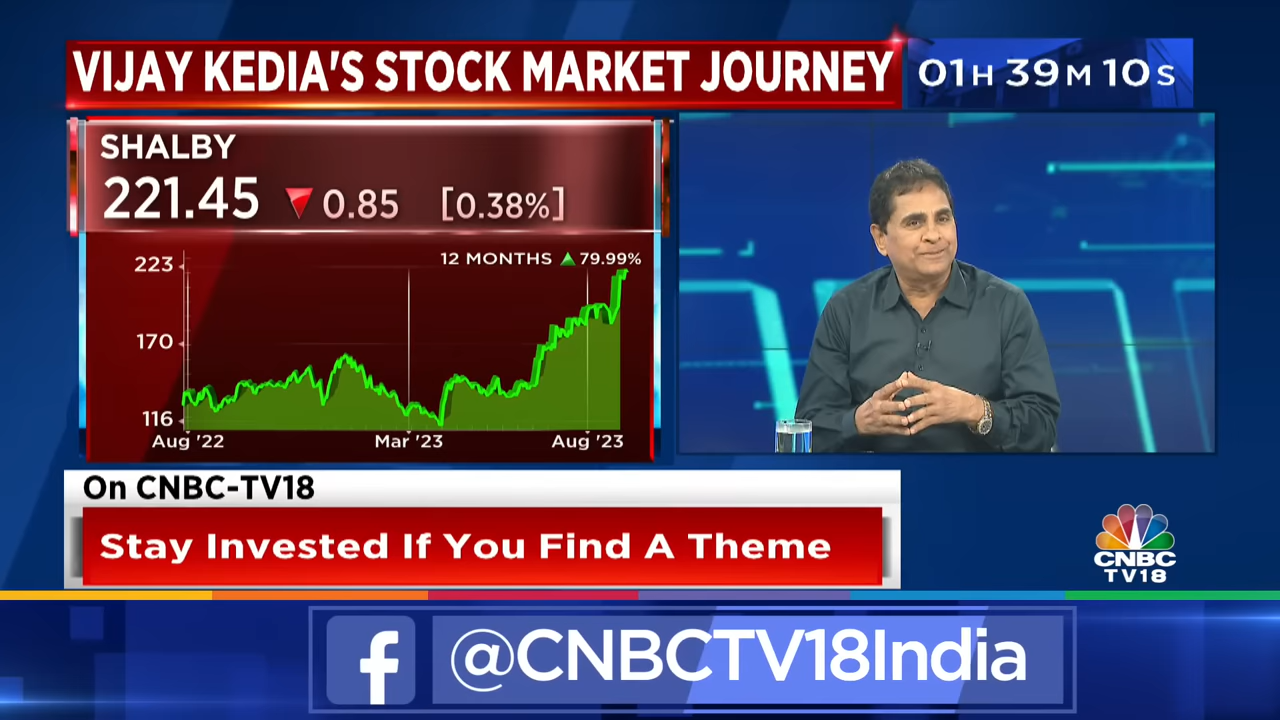 VIJAY KEDIA'S STOCK MARKET JOURNEY
01H 39M 10S
SHALBY
221.45 ▼ 0.85 [0.38%]
12 MONTHS ▲ 79.99%
223
170
116
Aug '22 Mar '23 Aug '23
On CNBC-TV18
Stay Invested If You Find A Theme
CNBC
TV18
f @CNBCTV18India